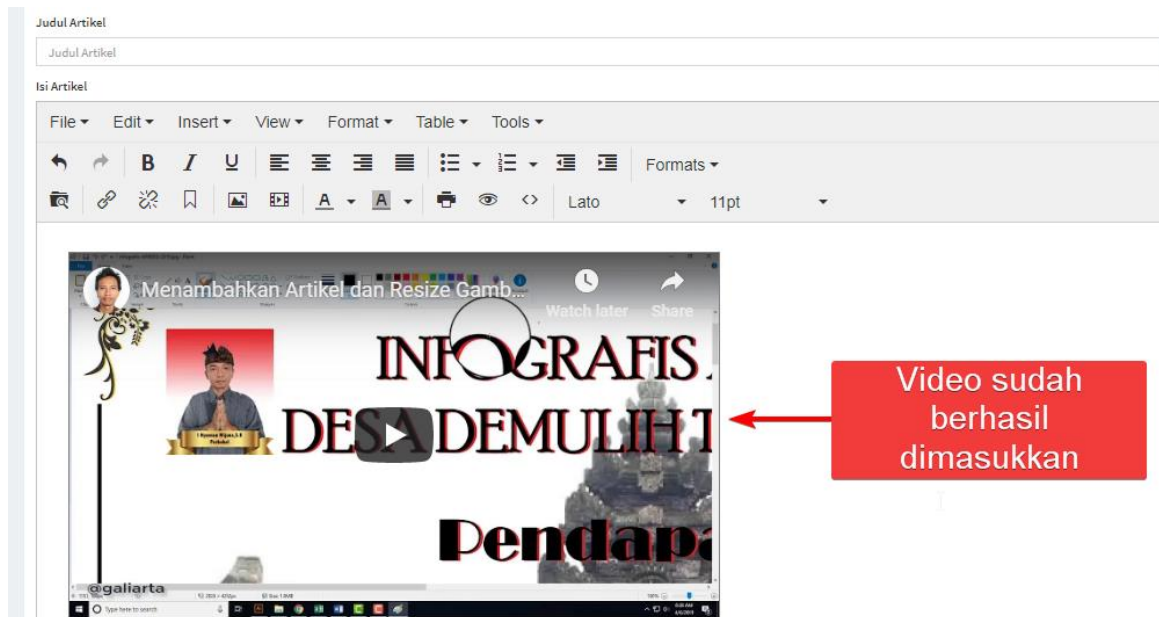 Judul Artikel
Judul Artikel
Isi Artikel
File Edit Insert View Format Table Tools
B I U Formats
A A Lato 11pt
Menambahkan Artikel dan Resize Gamb...
Watch later Share
INFOGRAFIS
DESA DEMULIH T
Pendapa
@galiarta
Type here to search
Video sudah
berhasil
dimasukkan